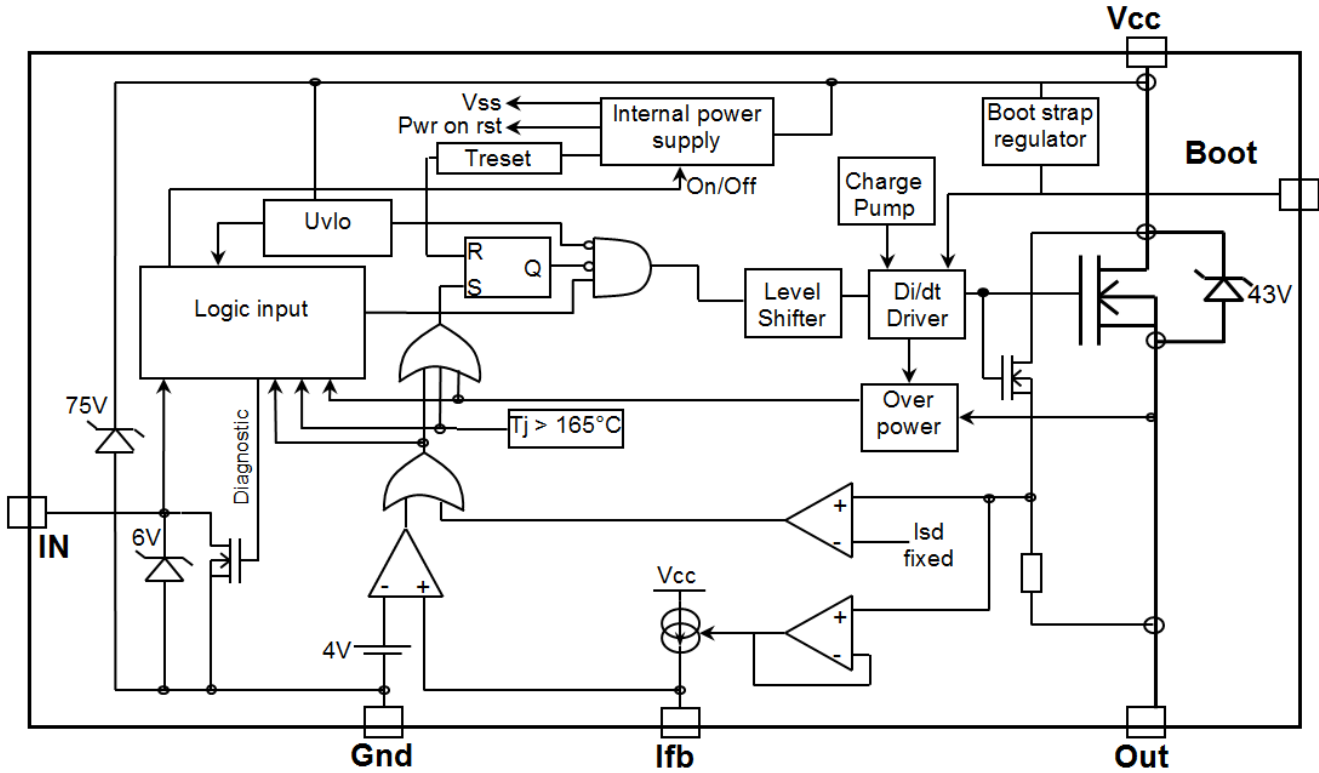 Vcc
Vss
Pwr on rst
Internal power
supply
Boot strap
regulator
Treset
On/Off
Boot
Charge
Pump
Uvlo
R
Q
S
Logic input
Level
Shifter
Di/dt
Driver
43V
75V
Diagnostic
Tj > 165°C
Over
power
+
-
Isd
fixed
IN
6V
-
+
Vcc
+
-
4V
Gnd
Ifb
Out